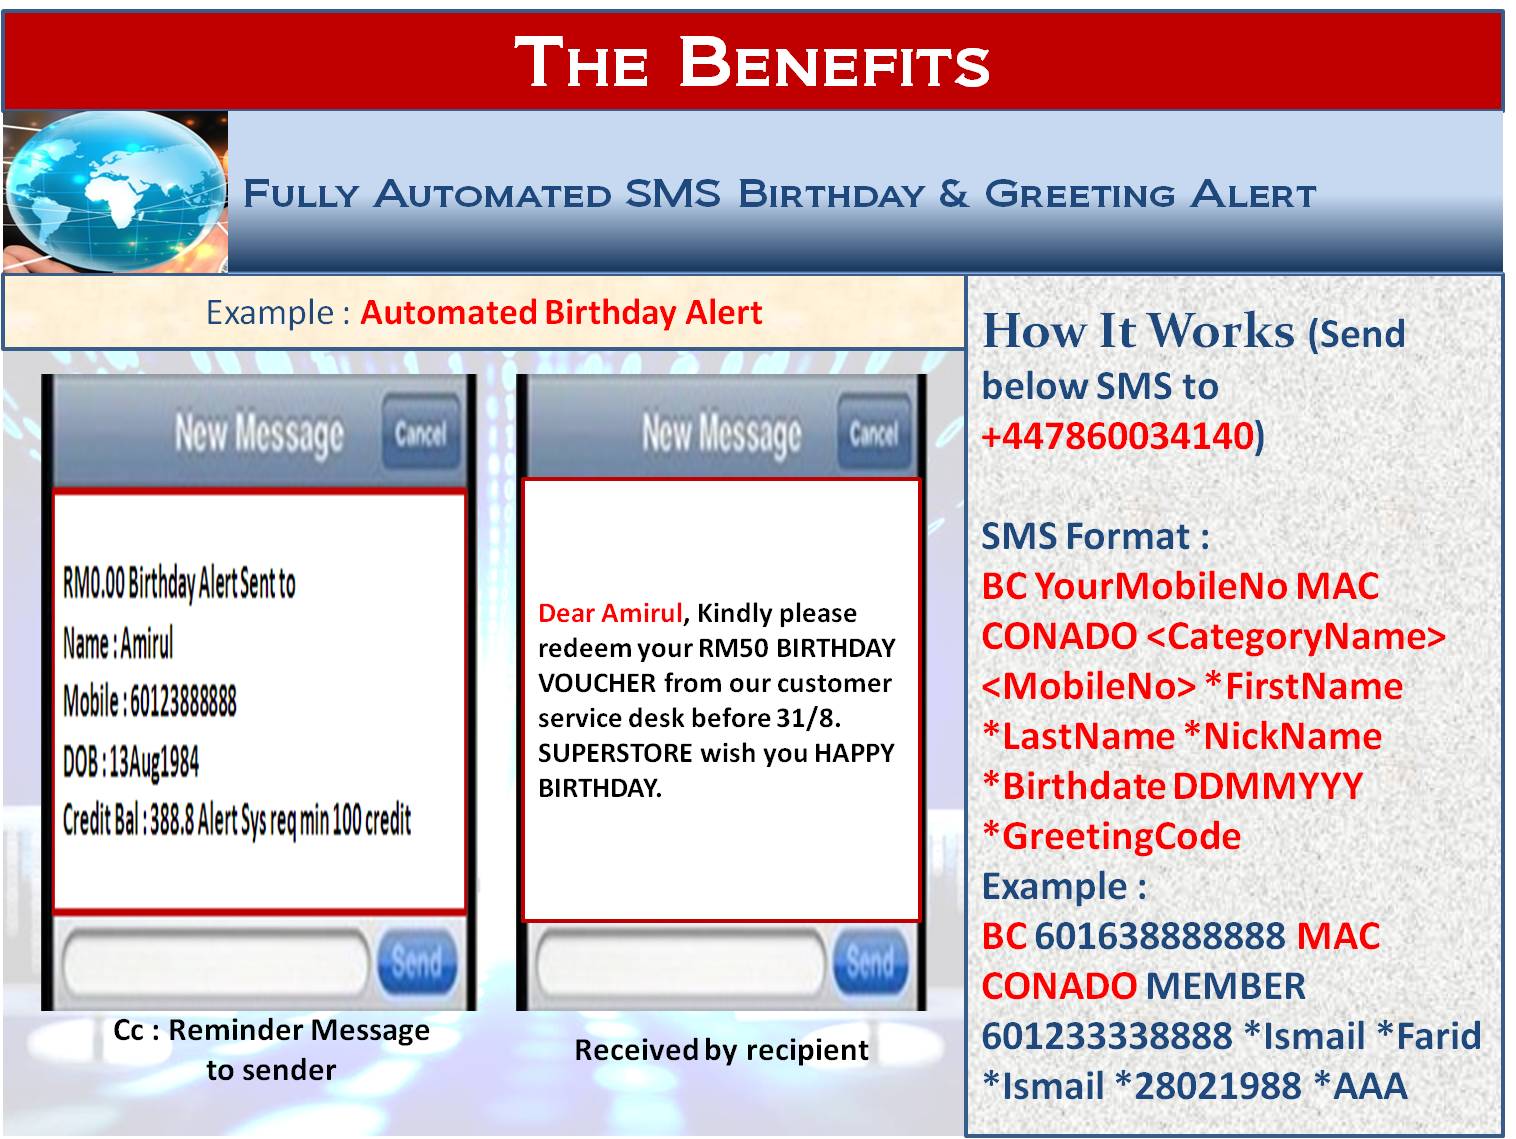 THE BENEFITS
FULLY AUTOMATED SMS BIRTHDAY & GREETING ALERT
Example : Automated Birthday Alert
New Message
Cancel
RM0.00 Birthday Alert Sent to
Name : Amirul
Mobile : 60123888888
DOB : 13Aug1984
Credit Bal : 388.8 Alert Sys req min 100 credit
Send
Cc : Reminder Message
to sender
New Message
Cancel
Dear Amirul, Kindly please
redeem your RM50 BIRTHDAY
VOUCHER from our customer
service desk before 31/8.
SUPERSTORE wish you HAPPY
BIRTHDAY.
Send
Received by recipient
How It Works (Send
below SMS to
+447860034140)
SMS Format :
BC YourMobileNo MAC
CONADO <CategoryName>
<MobileNo> *FirstName
*LastName *NickName
*Birthdate DDMMYYY
*GreetingCode
Example :
BC 601638888888 MAC
CONADO MEMBER
601233338888 *Ismail *Farid
*Ismail *28021988 *AAA